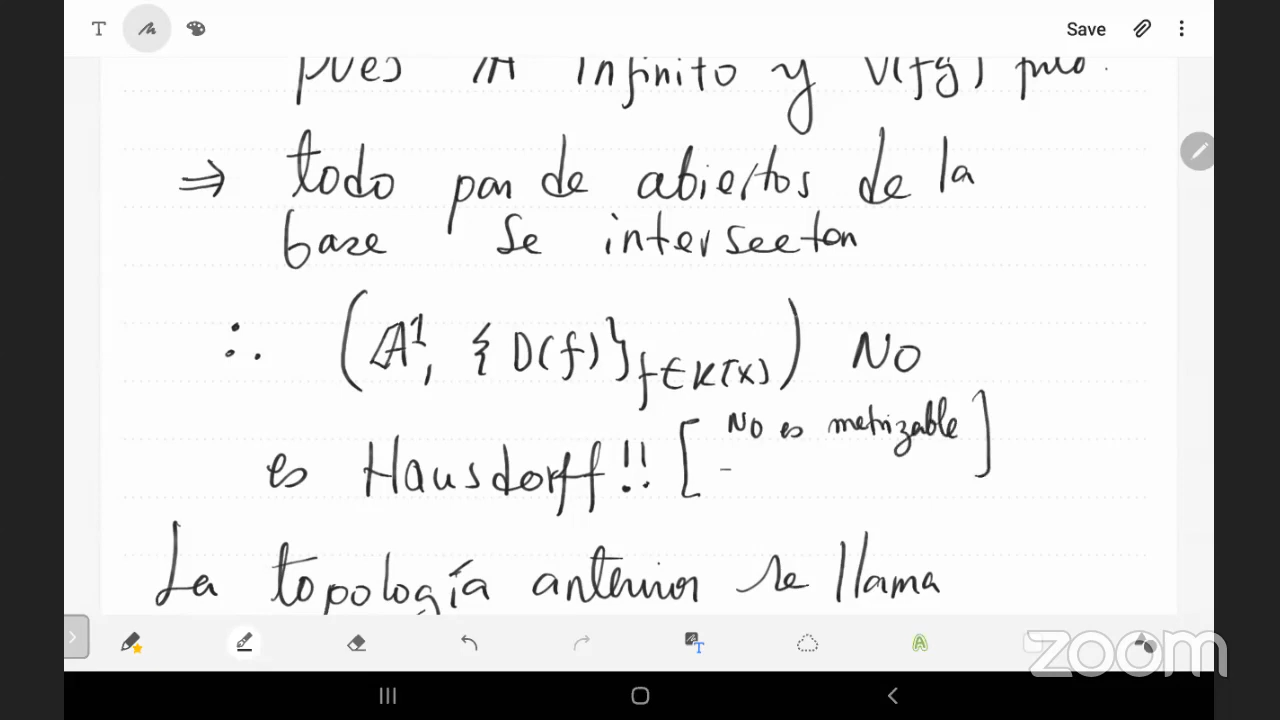 T Save
pues infinito y V(fg)
⇒ todo par de abiertos de la
base se intersectan
∴ (𝔸¹, {D(f)}f∈K[X]) No
es Hausdorff!! [No es metrizable]
La topología anterior se llama
zoom